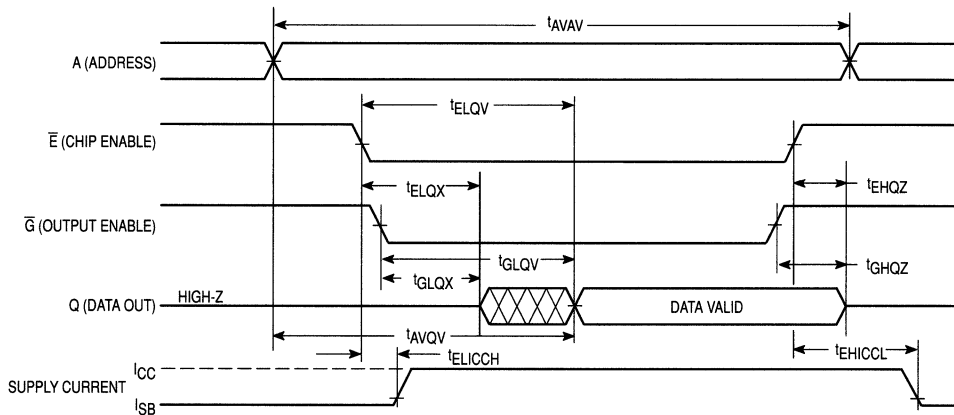 tAVAV
A (ADDRESS)
tELQV
E̅ (CHIP ENABLE)
tELQX
tEHQZ
G̅ (OUTPUT ENABLE)
tGLQV
tGHQZ
tGLQX
Q (DATA OUT)
HIGH-Z
DATA VALID
tAVQV
tELICCH
tEHICCL
ICC
SUPPLY CURRENT
ISB